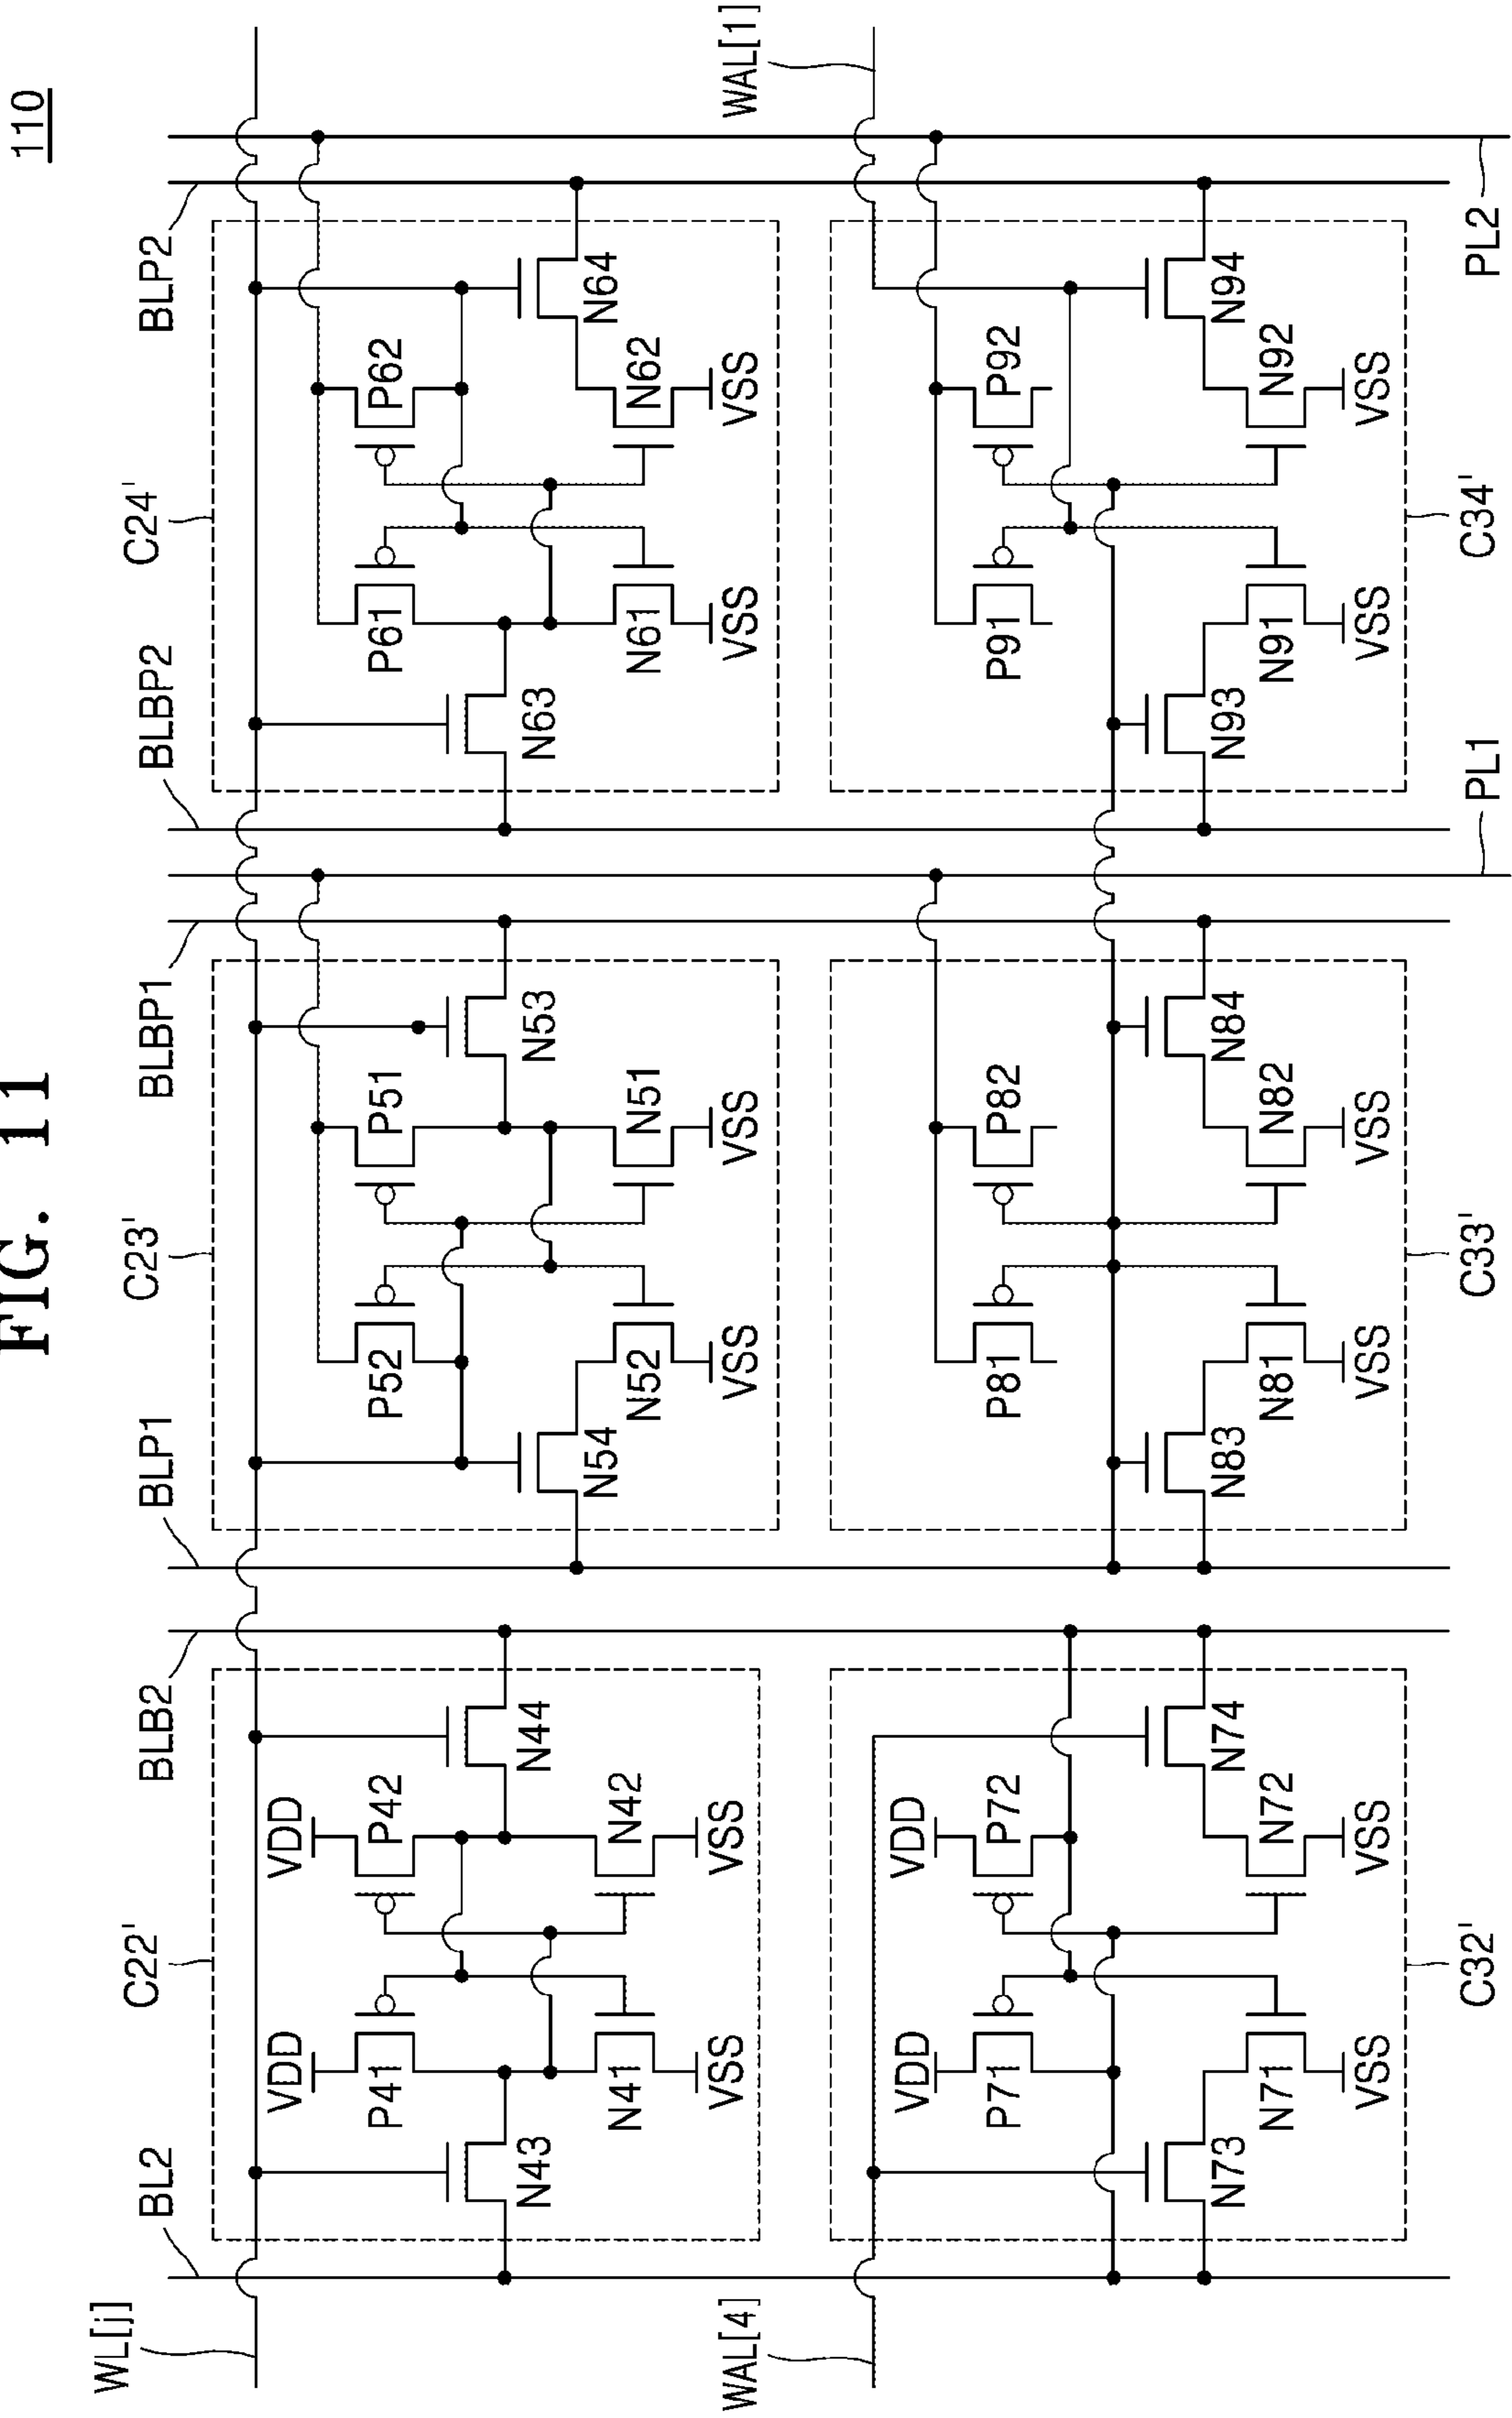 FIG. 11
110
WL[j]
BL2
C22'
BLB2
BLP1
C23'
BLBP1
BLBP2
C24'
BLP2
VDD
VDD
P41
P42
P52
P51
P61
P62
N43
N44
N53
N63
N54
N64
N41
N42
N52
N51
N61
N62
VSS
VSS
VSS
VSS
VSS
VSS
WAL[4]
WAL[1]
VDD
VDD
P71
P72
P81
P82
P91
P92
N73
N74
N83
N84
N93
N94
N71
N72
N81
N82
N91
N92
VSS
VSS
VSS
VSS
VSS
VSS
C32'
C33'
PL1
C34'
PL2